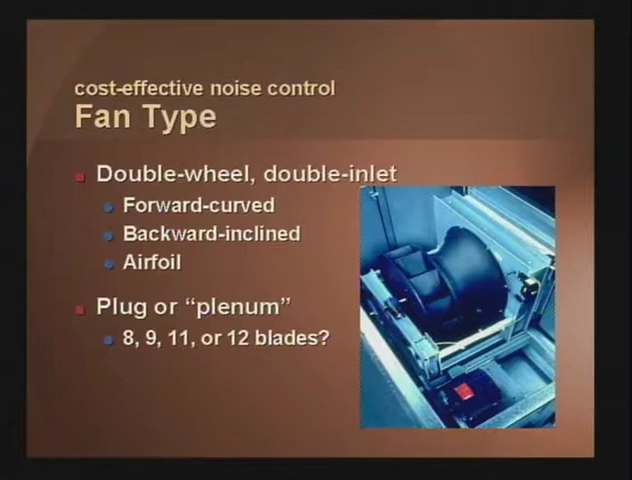 cost-effective noise control
Fan Type
Double-wheel, double-inlet
Forward-curved
Backward-inclined
Airfoil
Plug or “plenum”
8, 9, 11, or 12 blades?